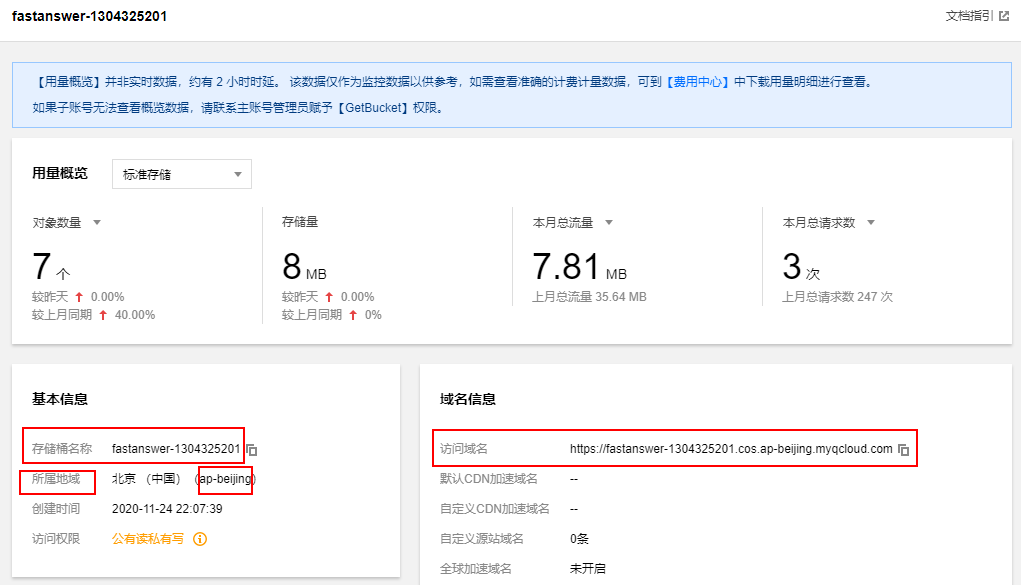 fastanswer-1304325201
文档指引
【用量概览】并非实时数据，约有 2 小时时延。 该数据仅作为监控数据以供参考，如需查看准确的计费计量数据，可到【费用中心】中下载用量明细进行查看。
如果子账号无法查看概览数据，请联系主账号管理员赋予【GetBucket】权限。
用量概览 标准存储
对象数量 存储量 本月总流量 本月总请求数
7 个 8 MB 7.81 MB 3 次
较昨天 0.00% 较昨天 0.00% 上月总流量 35.64 MB 上月总请求数 247 次
较上月同期 40.00% 较上月同期 0%
基本信息
存储桶名称 fastanswer-1304325201
所属地域 北京 （中国） （ap-beijing）
创建时间 2020-11-24 22:07:39
访问权限 公有读私有写
域名信息
访问域名 https://fastanswer-1304325201.cos.ap-beijing.myqcloud.com
默认CDN加速域名 --
自定义CDN加速域名 --
自定义源站域名 0条
全球加速域名 未开启